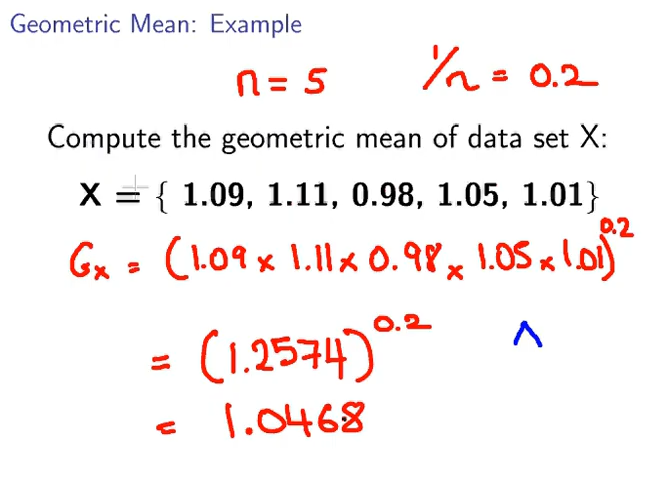 Geometric Mean: Example
n = 5 1/n = 0.2
Compute the geometric mean of data set X:
X = { 1.09, 1.11, 0.98, 1.05, 1.01}
Gx = (1.09 x 1.11 x 0.98 x 1.05 x 1.01)^0.2
= (1.2574)^0.2 ^
= 1.0468